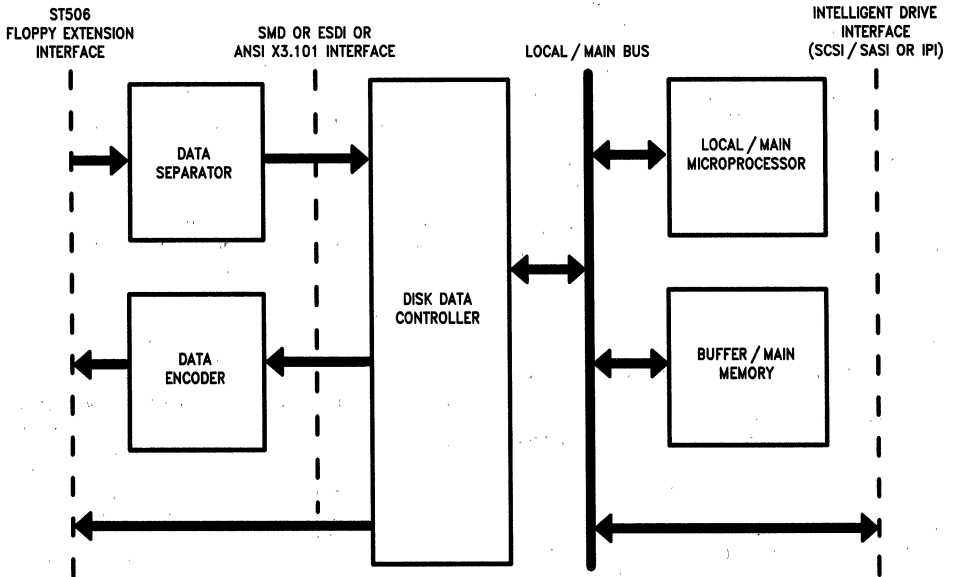 ST506
FLOPPY EXTENSION
INTERFACE
SMD OR ESDI OR
ANSI X3.101 INTERFACE
LOCAL / MAIN BUS
INTELLIGENT DRIVE
INTERFACE
(SCSI / SASI OR IPI)
DATA
SEPARATOR
LOCAL / MAIN
MICROPROCESSOR
DISK DATA
CONTROLLER
DATA
ENCODER
BUFFER / MAIN
MEMORY